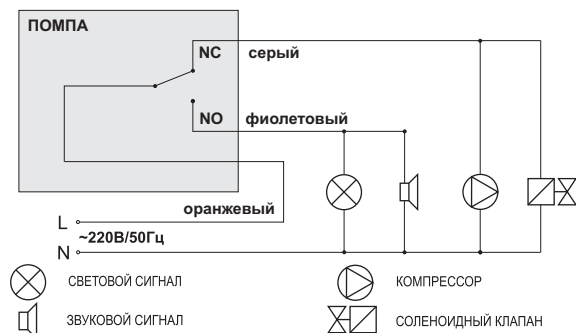 ПОМПА
NC серый
NO фиолетовый
оранжевый
L
~220В/50Гц
N
СВЕТОВОЙ СИГНАЛ
КОМПРЕССОР
ЗВУКОВОЙ СИГНАЛ
СОЛЕНОИДНЫЙ КЛАПАН